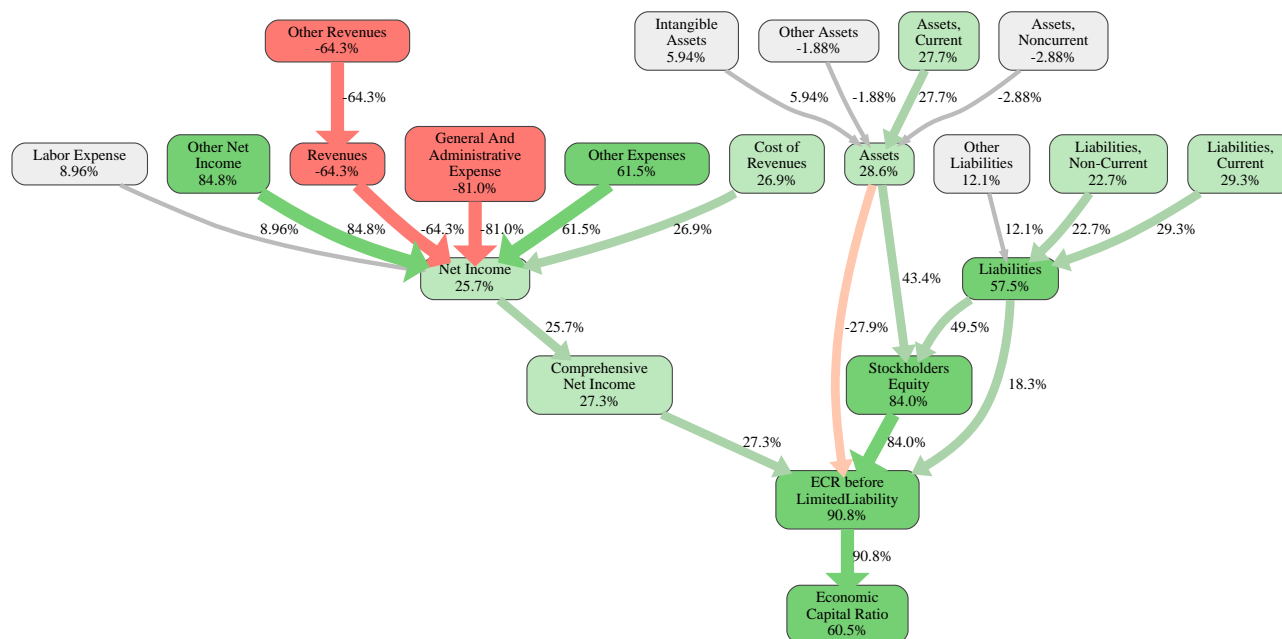 Other Revenues
-64.3%
Intangible
Assets
5.94%
Other Assets
-1.88%
Assets,
Current
27.7%
Assets,
Noncurrent
-2.88%
-64.3%
5.94%
-1.88%
27.7%
-2.88%
Labor Expense
8.96%
Other Net
Income
84.8%
Revenues
-64.3%
General And
Administrative
Expense
-81.0%
Other Expenses
61.5%
Cost of
Revenues
26.9%
Assets
28.6%
Other
Liabilities
12.1%
Liabilities,
Non-Current
22.7%
Liabilities,
Current
29.3%
8.96%
84.8%
-64.3%
-81.0%
61.5%
26.9%
12.1%
22.7%
29.3%
Net Income
25.7%
Liabilities
57.5%
43.4%
25.7%
-27.9%
49.5%
Comprehensive
Net Income
27.3%
Stockholders
Equity
84.0%
18.3%
27.3%
84.0%
ECR before
LimitedLiability
90.8%
90.8%
Economic
Capital Ratio
60.5%